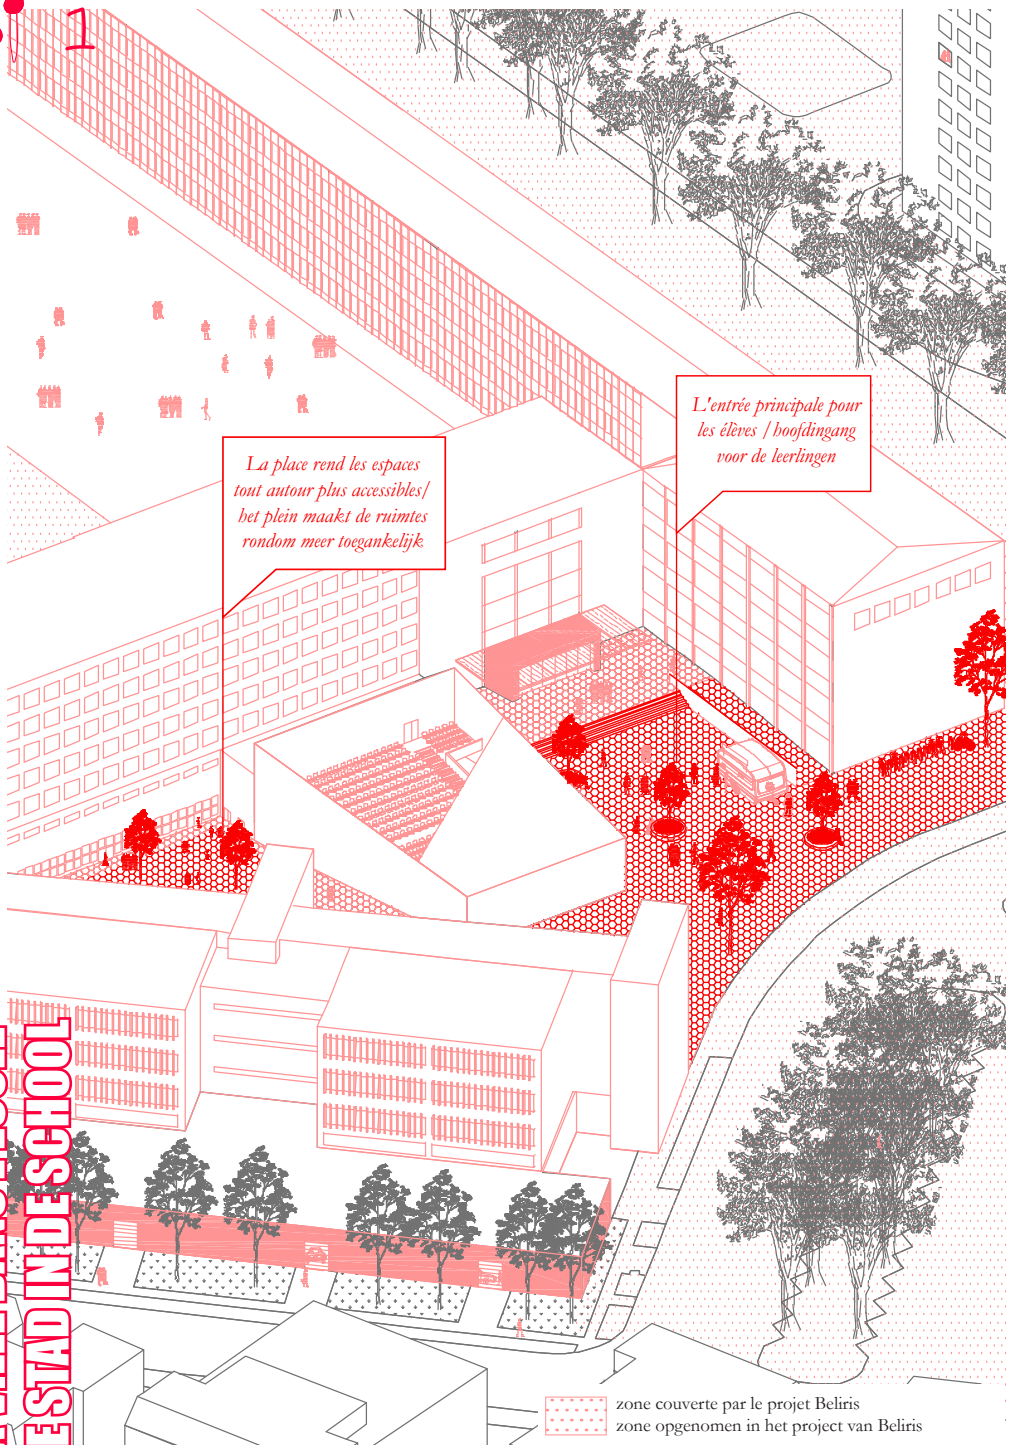 1
L'entrée principale pour
les élèves / hoofdingang
voor de leerlingen
La place rend les espaces
tout autour plus accessibles/
het plein maakt de ruimtes
rondom meer toegankelijk
E STAD IN DE SCHOOL
zone couverte par le projet Beliris
zone opgenomen in het project van Beliris